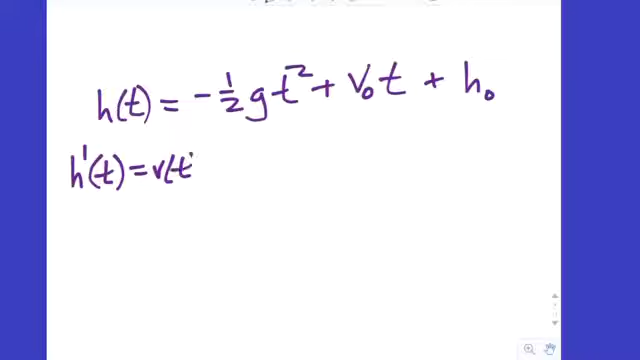 h(t) = -½gt² + v₀t + h₀
h'(t) = v(t